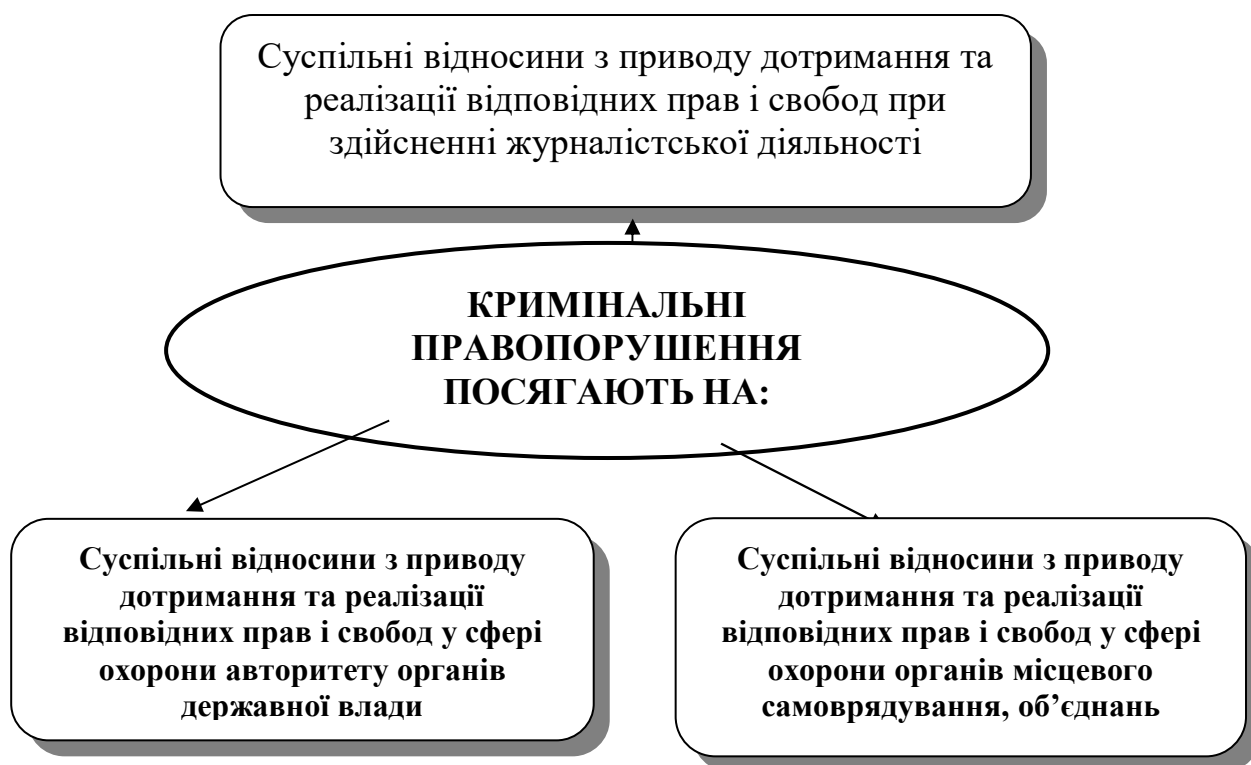 Суспільні відносини з приводу дотримання та
реалізації відповідних прав і свобод при
здійсненні журналістської діяльності
КРИМІНАЛЬНІ
ПРАВОПОРУШЕННЯ
ПОСЯГАЮТЬ НА:
Суспільні відносини з приводу
дотримання та реалізації
відповідних прав і свобод у сфері
охорони авторитету органів
державної влади
Суспільні відносини з приводу
дотримання та реалізації
відповідних прав і свобод у сфері
охорони органів місцевого
самоврядування, об’єднань